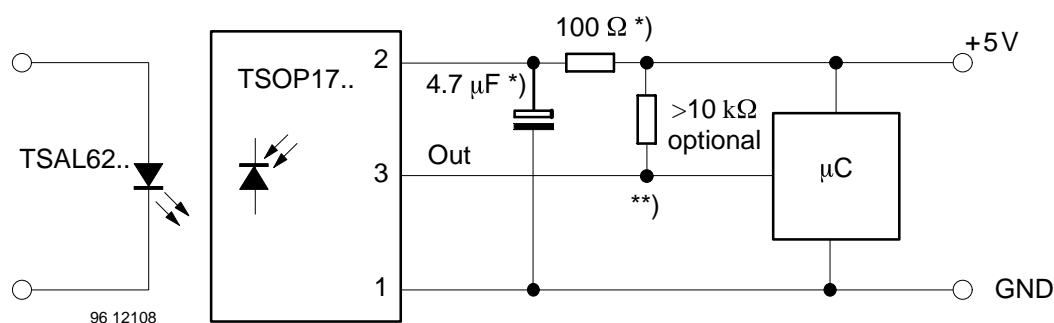 100 Ω *)
+5V
2
TSOP17..
4.7 μF *)
>10 kΩ
optional
TSAL62..
Out
3
μC
**)
1
GND
96 12108